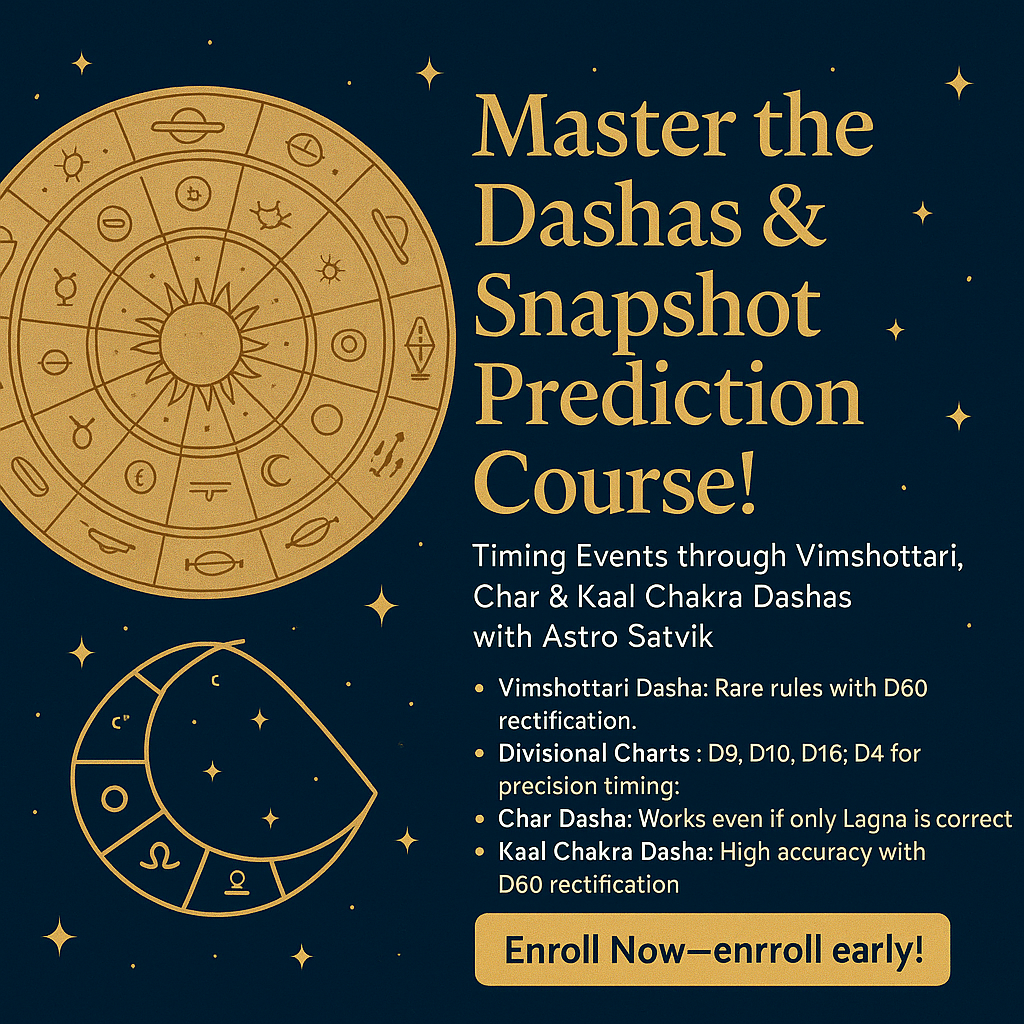 Master the
Dashas &
Snapshot
Prediction
Course!
Timing Events through Vimshottari,
Char & Kaal Chakra Dashas
with Astro Satvik
• Vimshottari Dasha: Rare rules with D60
rectification.
• Divisional Charts : D9, D10, D16; D4 for
precision timing:
• Char Dasha: Works even if only Lagna is correct
• Kaal Chakra Dasha: High accuracy with
D60 rectification
Enroll Now—enrroll early!